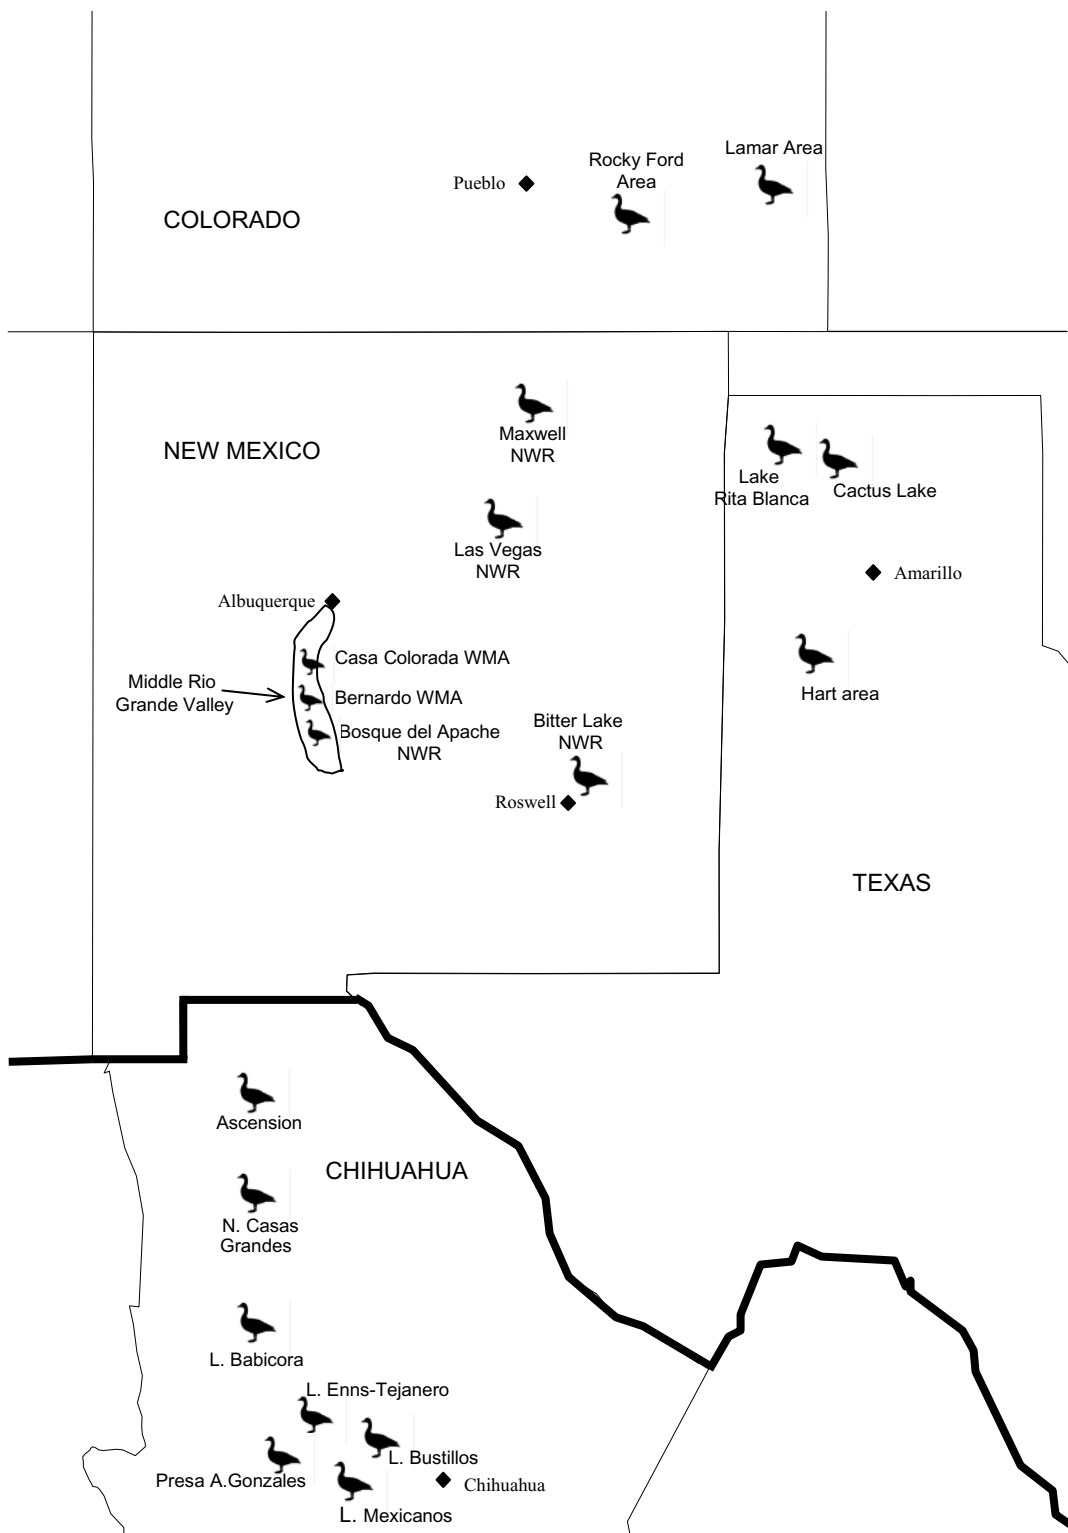 Lamar Area
Rocky Ford
Area
Pueblo
COLORADO
Maxwell
NWR
NEW MEXICO
Lake
Rita Blanca
Cactus Lake
Las Vegas
NWR
Amarillo
Albuquerque
Casa Colorada WMA
Middle Rio
Grande Valley
Bernardo WMA
Hart area
Bosque del Apache
NWR
Bitter Lake
NWR
Roswell
TEXAS
Ascension
CHIHUAHUA
N. Casas
Grandes
L. Babicora
L. Enns-Tejanero
L. Bustillos
Presa A.Gonzales
Chihuahua
L. Mexicanos